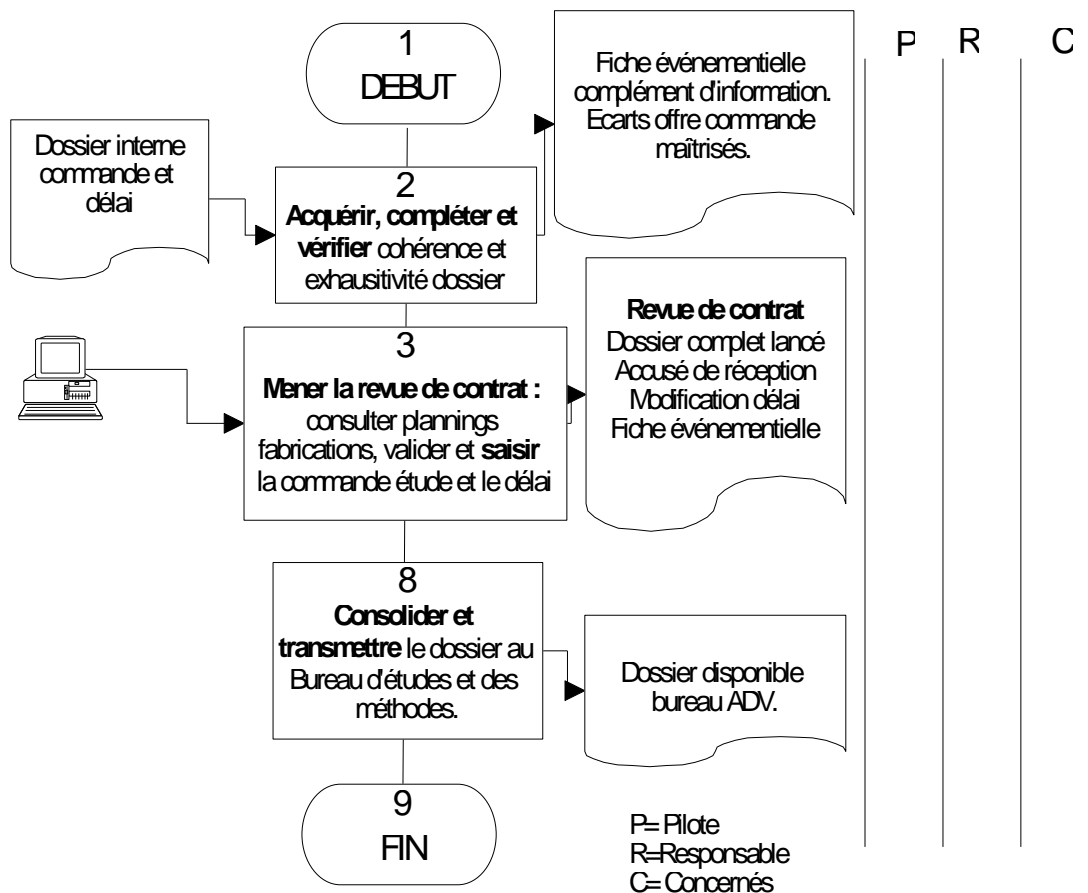 1
DEBUT
Fiche événementielle
complément d'information.
Ecarts offre commande
maîtrisés.
P R C
Dossier interne
commande et
délai
2
Acquérir, compléter et
vérifier cohérence et
exhausitivité dossier
3
Mener la revue de contrat :
consulter plannings
fabrications, valider et saisir
la commande étude et le délai
Revue de contrat
Dossier complet lancé
Accusé de réception
Modification délai
Fiche événementielle
8
Consolider et
transmettre le dossier au
Bureau d'études et des
méthodes.
Dossier disponible
bureau ADV.
9
FIN
P= Pilote
R=Responsable
C= Concernés